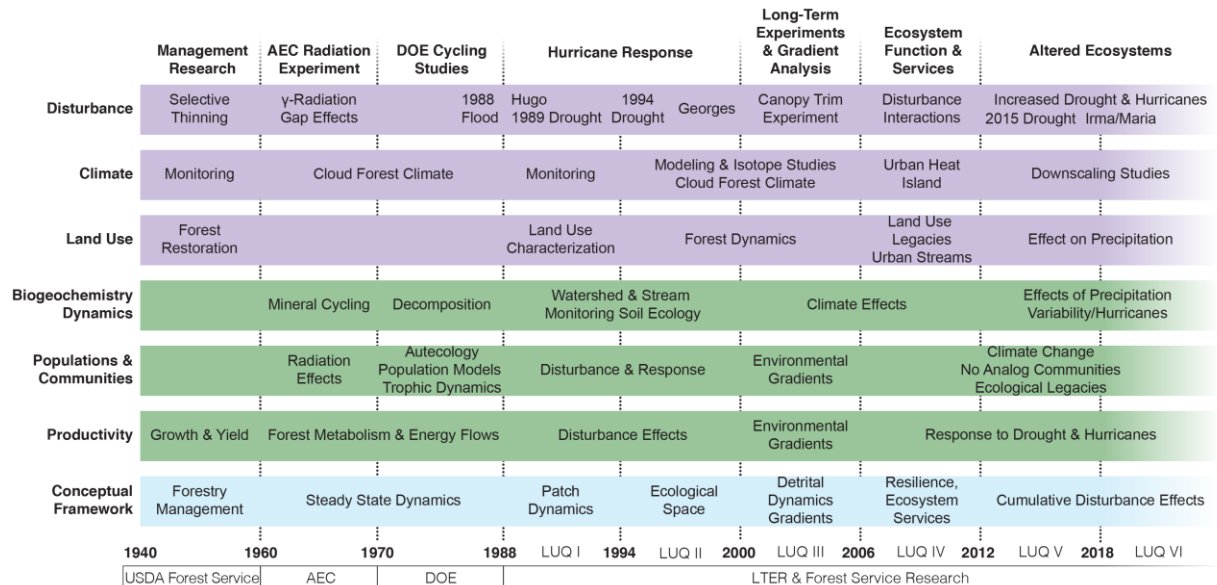 Management Research
AEC Radiation Experiment
DOE Cycling Studies
Hurricane Response
Long-Term Experiments & Gradient Analysis
Ecosystem Function & Services
Altered Ecosystems
Disturbance
Selective Thinning
γ-Radiation Gap Effects
1988 Flood
Hugo
1989 Drought
1994 Drought
Georges
Canopy Trim Experiment
Disturbance Interactions
Increased Drought & Hurricanes
2015 Drought Irma/Maria
Climate
Monitoring
Cloud Forest Climate
Monitoring
Modeling & Isotope Studies
Cloud Forest Climate
Urban Heat Island
Downscaling Studies
Land Use
Forest Restoration
Land Use Characterization
Forest Dynamics
Land Use Legacies
Urban Streams
Effect on Precipitation
Biogeochemistry Dynamics
Mineral Cycling
Decomposition
Watershed & Stream
Monitoring Soil Ecology
Climate Effects
Effects of Precipitation
Variability/Hurricanes
Populations & Communities
Radiation Effects
Autecology
Population Models
Trophic Dynamics
Disturbance & Response
Environmental Gradients
Climate Change
No Analog Communities
Ecological Legacies
Productivity
Growth & Yield
Forest Metabolism & Energy Flows
Disturbance Effects
Environmental Gradients
Response to Drought & Hurricanes
Conceptual Framework
Forestry Management
Steady State Dynamics
Patch Dynamics
Ecological Space
Detrital Dynamics Gradients
Resilience, Ecosystem Services
Cumulative Disturbance Effects
1940 1960 1970 1988 LUQ I 1994 LUQ II 2000 LUQ III 2006 LUQ IV 2012 LUQ V 2018 LUQ VI
USDA Forest Service AEC DOE LTER & Forest Service Research